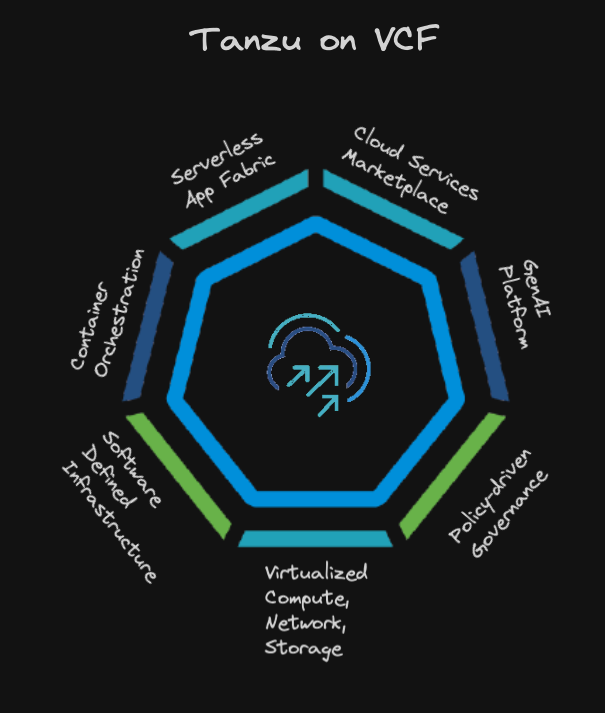 Tanzu on VCF
Serverless
App Fabric
Cloud Services
Marketplace
GenAI
Platform
Policy-driven
Governance
Virtualized
Compute,
Network,
Storage
Software
Defined
Infrastructure
Container
Orchestration